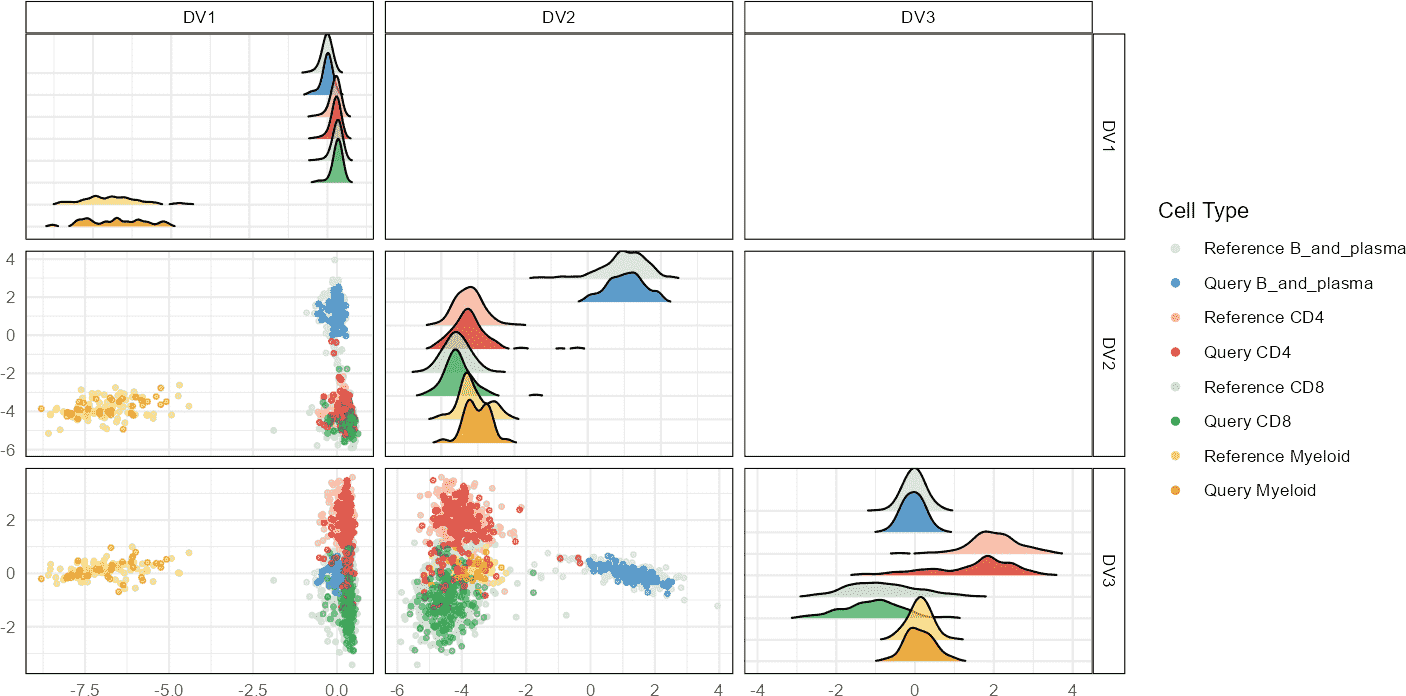 DV1
DV2
DV3
DV1
4
2
0
-2
-4
-6
DV2
2
0
-2
DV3
-7.5
-5.0
-2.5
0.0
-6
-4
-2
0
2
4
-4
-2
0
2
4
Cell Type
Reference B_and_plasma
Query B_and_plasma
Reference CD4
Query CD4
Reference CD8
Query CD8
Reference Myeloid
Query Myeloid